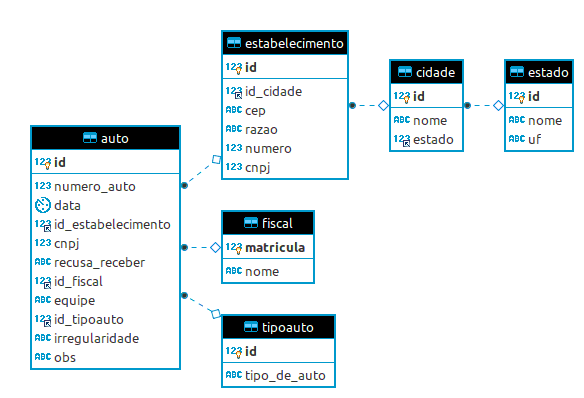 estabelecimento
123 id
123 id_cidade
ABC cep
ABC razao
123 numero
123 cnpj
cidade
123 id
ABC nome
123 estado
estado
123 id
ABC nome
ABC uf
auto
123 id
123 numero_auto
data
123 id_estabelecimento
123 cnpj
ABC recusa_receber
123 id_fiscal
ABC equipe
123 id_tipoauto
ABC irregularidade
ABC obs
fiscal
123 matricula
ABC nome
tipoauto
123 id
ABC tipo_de_auto